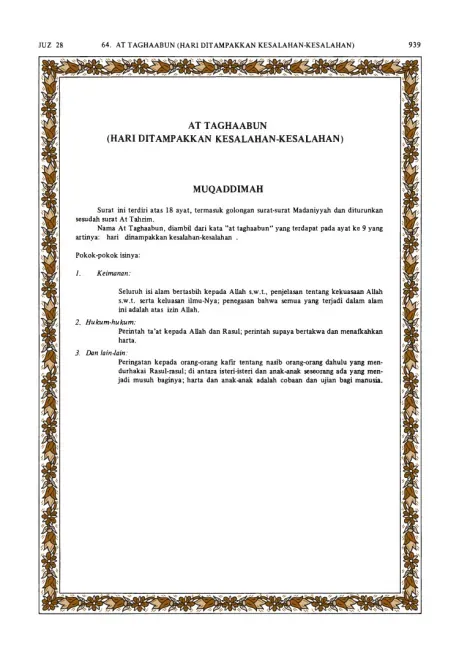 JUZ 28 64. AT TAGHAABUN (HARI DITAMPAKKAN KESALAHAN-KESALAHAN) 939
AT TAGHAABUN
(HARI DITAMPAKKAN KESALAHAN-KESALAHAN)
MUQADDIMAH
Surat ini terdiri atas 18 ayat, termasuk golongan surat-surat Madaniyyah dan diturunkan
sesudah surat At Tahrim.
Nama At Taghaabun, diambil dari kata "at taghaabun" yang terdapat pada ayat ke 9 yang
artinya: hari dinampakkan kesalahan-kesalahan .
Pokok-pokok isinya:
1. Keimanan:
Seluruh isi alam bertasbih kepada Allah s.w.t., penjelasan tentang kekuasaan Allah
s.w.t. serta keluasan ilmu-Nya; penegasan bahwa semua yang terjadi dalam alam
ini adalah atas izin Allah.
2. Hukum-hukum:
Perintah ta'at kepada Allah dan Rasul; perintah supaya bertakwa dan menafkahkan
harta.
3. Dan lain-lain:
Peringatan kepada orang-orang kafir tentang nasib orang-orang dahulu yang men-
durhakai Rasul-rasul; di antara isteri-isteri dan anak-anak seseorang ada yang men-
jadi musuh baginya; harta dan anak-anak adalah cobaan dan ujian bagi manusia.